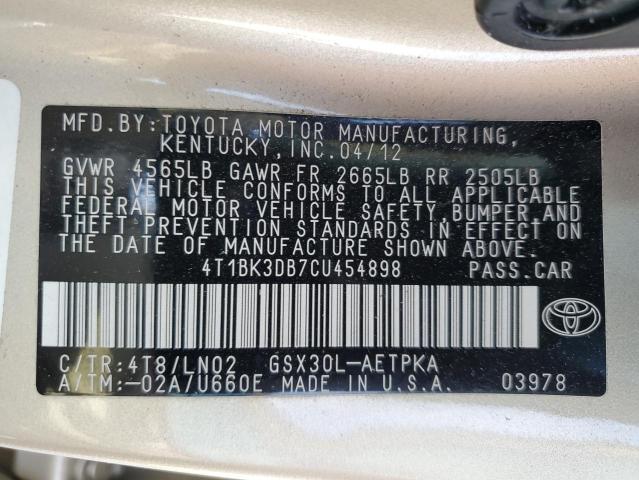 MFD.BY:TOYOTA MOTOR MANUFACTURING,
KENTUCKY, INC. 04/12
GVWR 4565LB GAWR FR 2665LB RR 2505LB
THIS VEHICLE CONFORMS TO ALL APPLICABLE
FEDERAL MOTOR VEHICLE SAFETY, BUMPER, AND
THEFT PREVENTION STANDARDS IN EFFECT ON
THE DATE OF MANUFACTURE SHOWN ABOVE.
4T1BK3DB7CU454898 PASS.CAR
C/TR:4T8/LN02 GSX30L-AETPKA
A/TM:-02A/U660E MADE IN U.S.A. 03978